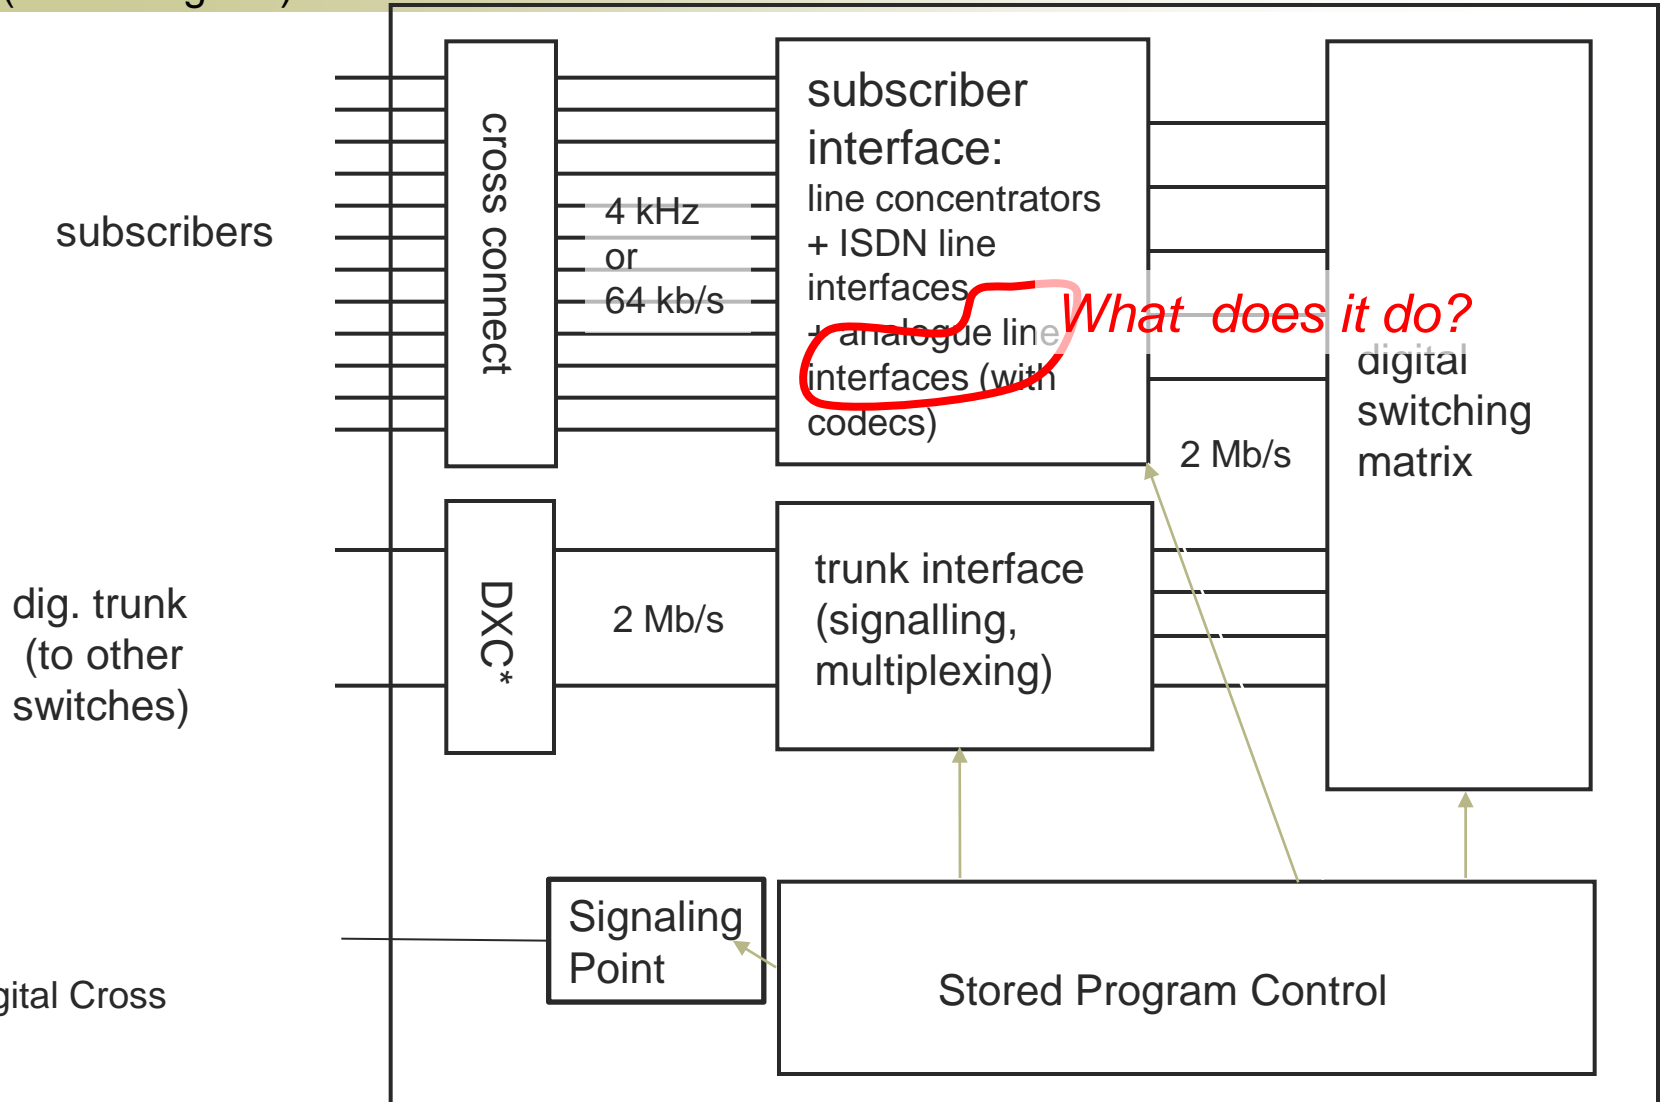 subscribers
cross connect
4 kHz
or
64 kb/s
subscriber
interface:
line concentrators
+ ISDN line
interfaces
+ analogue line
interfaces (with
codecs)
What does it do?
2 Mb/s
digital
switching
matrix
dig. trunk
(to other
switches)
DXC*
2 Mb/s
trunk interface
(signalling,
multiplexing)
Signaling
Point
Stored Program Control
Cross